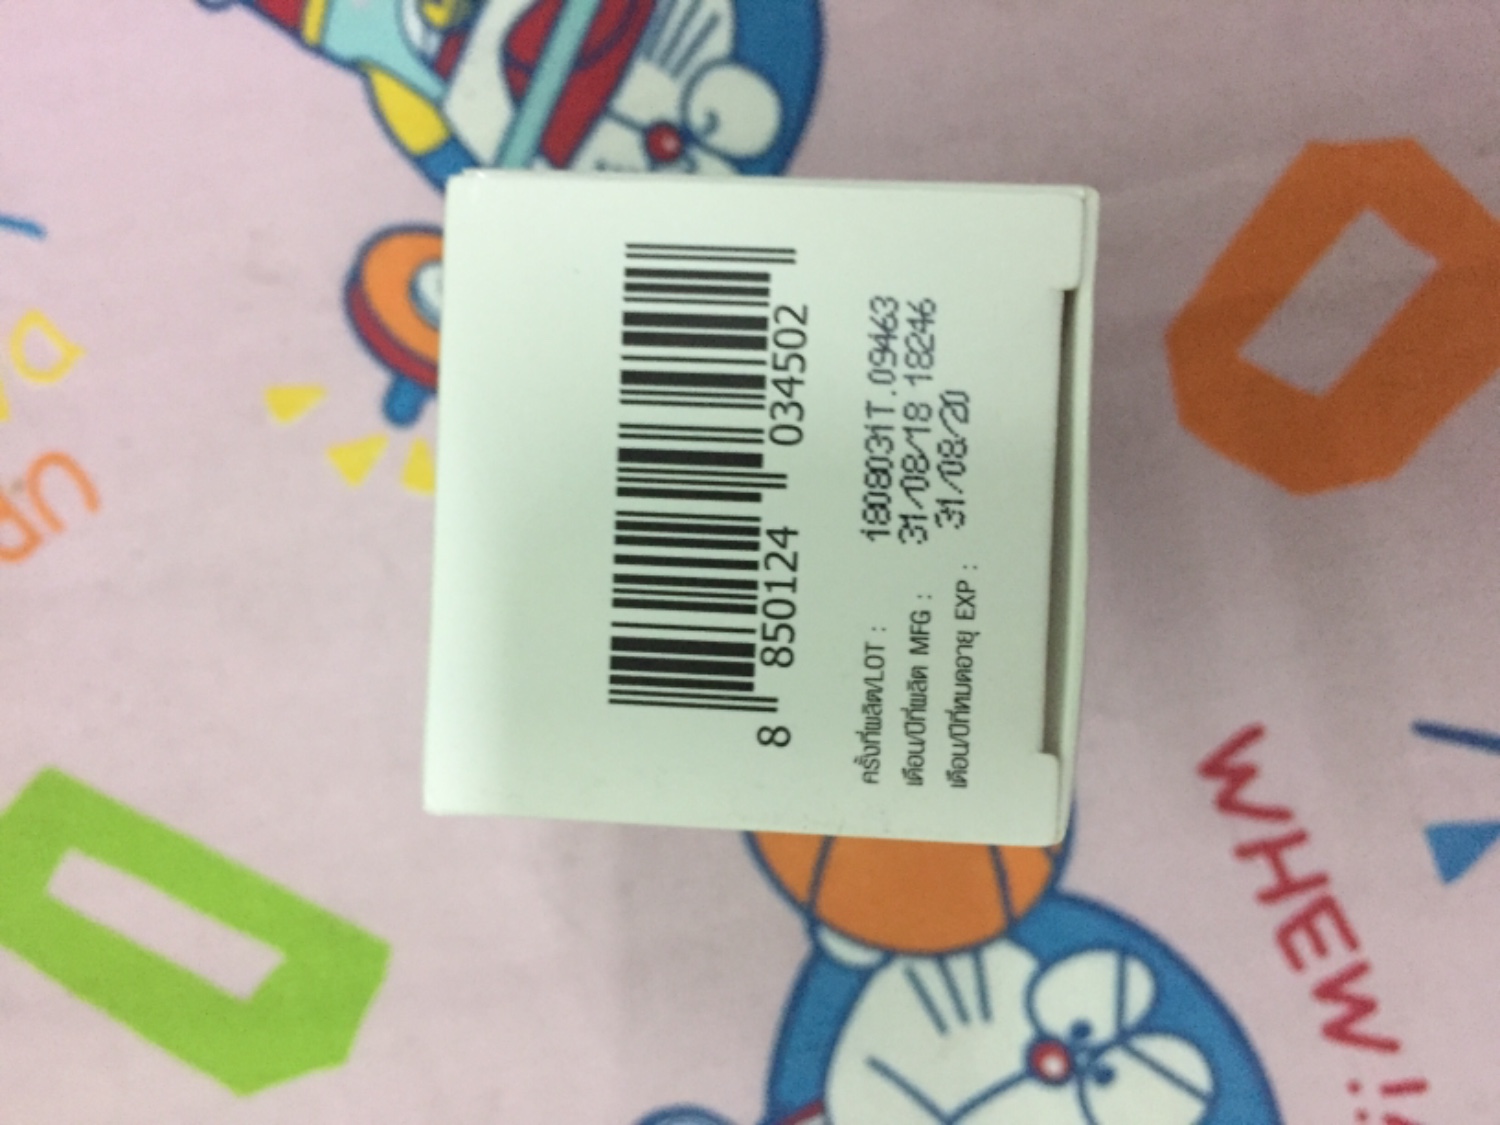 8 850124 034502
ครั้งที่ผลิต/LOT : 1808031T.09463
เดือน/ปีที่ผลิต MFG : 31/08/18 18246
เดือน/ปีที่หมดอายุ EXP : 31/08/20
WHEW!
UP